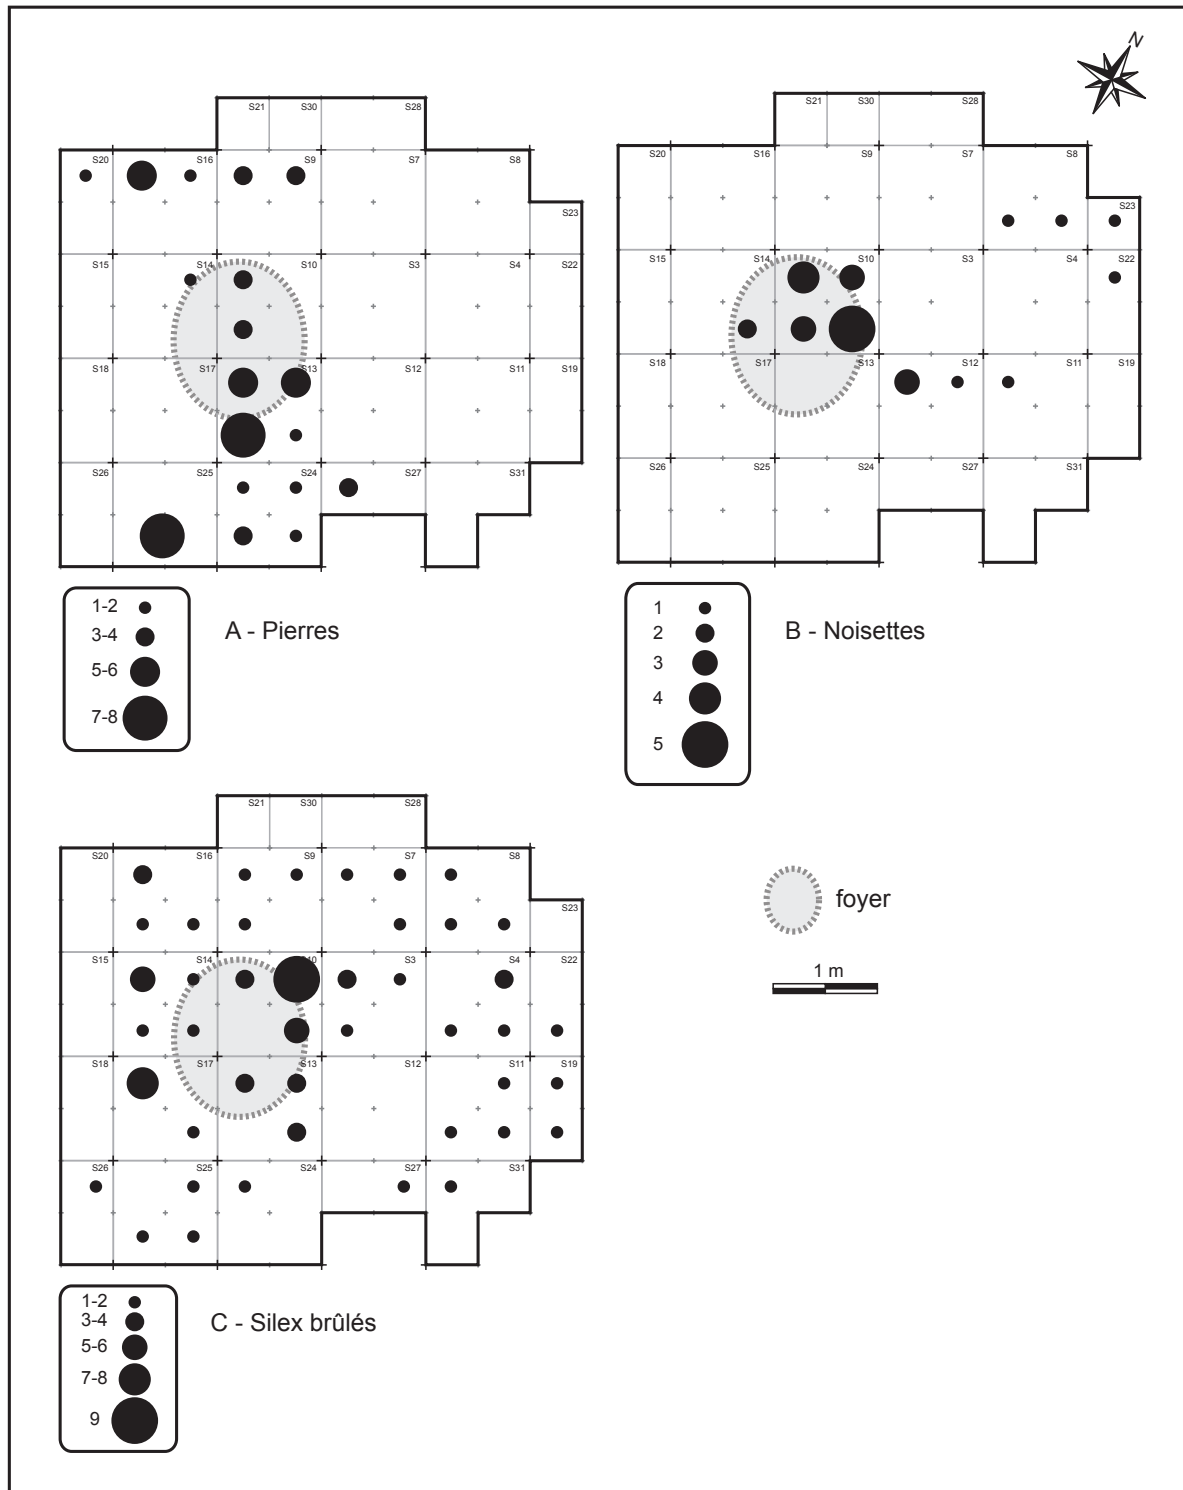 N
S21 S30 S28
S20 S16 S9 S7 S8
S23
S15 S14 S10 S3 S4 S22
S18 S17 S13 S12 S11 S19
S26 S25 S24 S27 S31
1-2
3-4
5-6
7-8
A - Pierres
S21 S30 S28
S20 S16 S9 S7 S8
S23
S15 S14 S10 S3 S4 S22
S18 S17 S13 S12 S11 S19
S26 S25 S24 S27 S31
1
2
3
4
5
B - Noisettes
S21 S30 S28
S20 S16 S9 S7 S8
S23
S15 S14 S3 S4 S22
S18 S17 S13 S12 S11 S19
S26 S25 S24 S27 S31
1-2
3-4
5-6
7-8
9
C - Silex brûlés
foyer
1 m